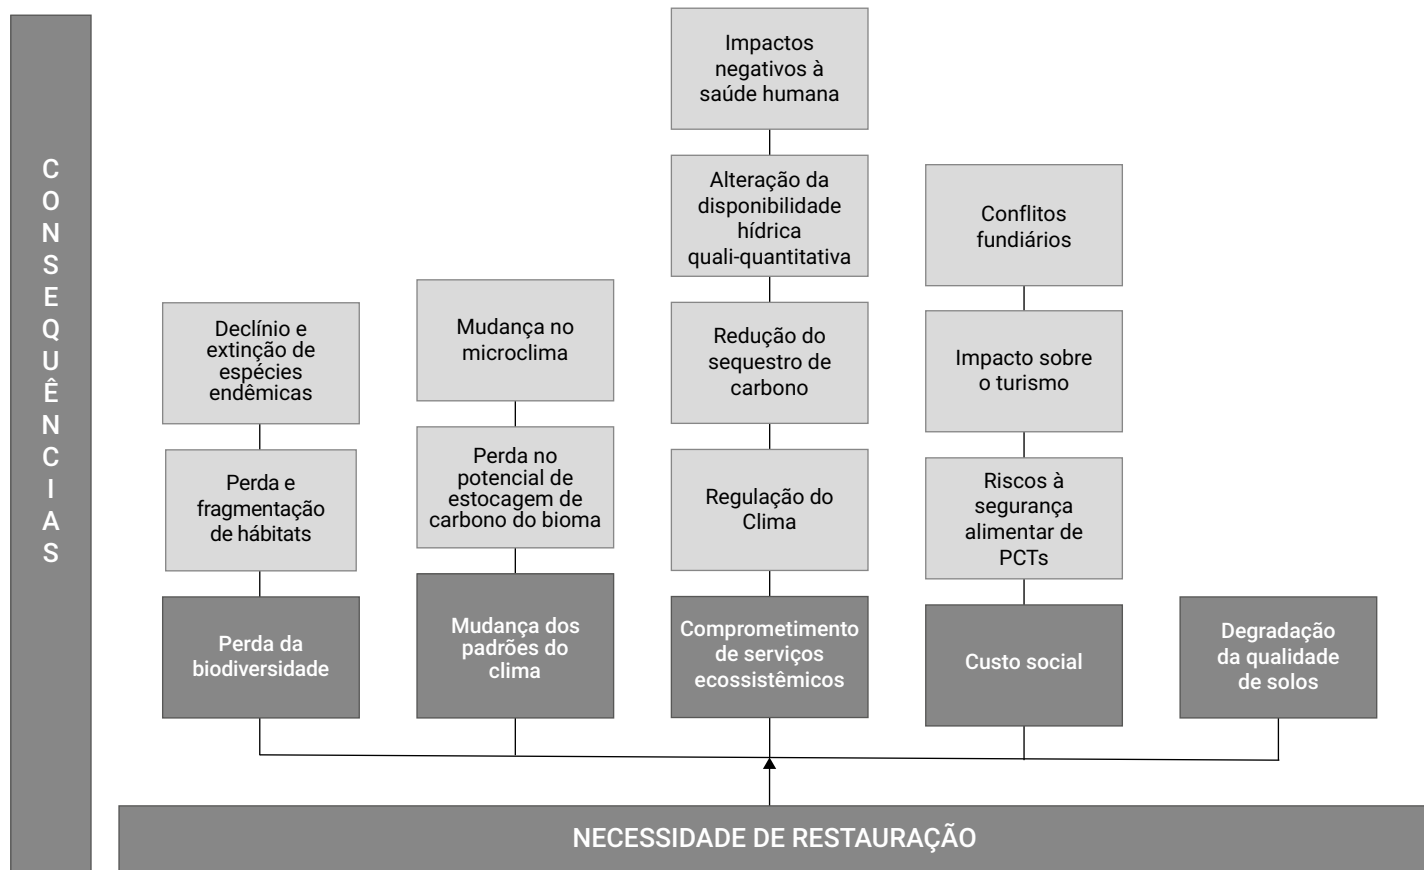 CONSEQUÊNCIAS
Impactos
negativos à
saúde humana
Alteração da
disponibilidade
hídrica
quali-quantitativa
Conflitos
fundiários
Declínio e
extinção de
espécies
endêmicas
Mudança no
microclima
Redução do
sequestro de
carbono
Impacto sobre
o turismo
Perda e
fragmentação
de hábitats
Perda no
potencial de
estocagem de
carbono do bioma
Regulação do
Clima
Riscos à
segurança
alimentar de
PCTs
Perda da
biodiversidade
Mudança dos
padrões do
clima
Comprometimento
de serviços
ecossistêmicos
Custo social
Degradação
da qualidade
de solos
NECESSIDADE DE RESTAURAÇÃO